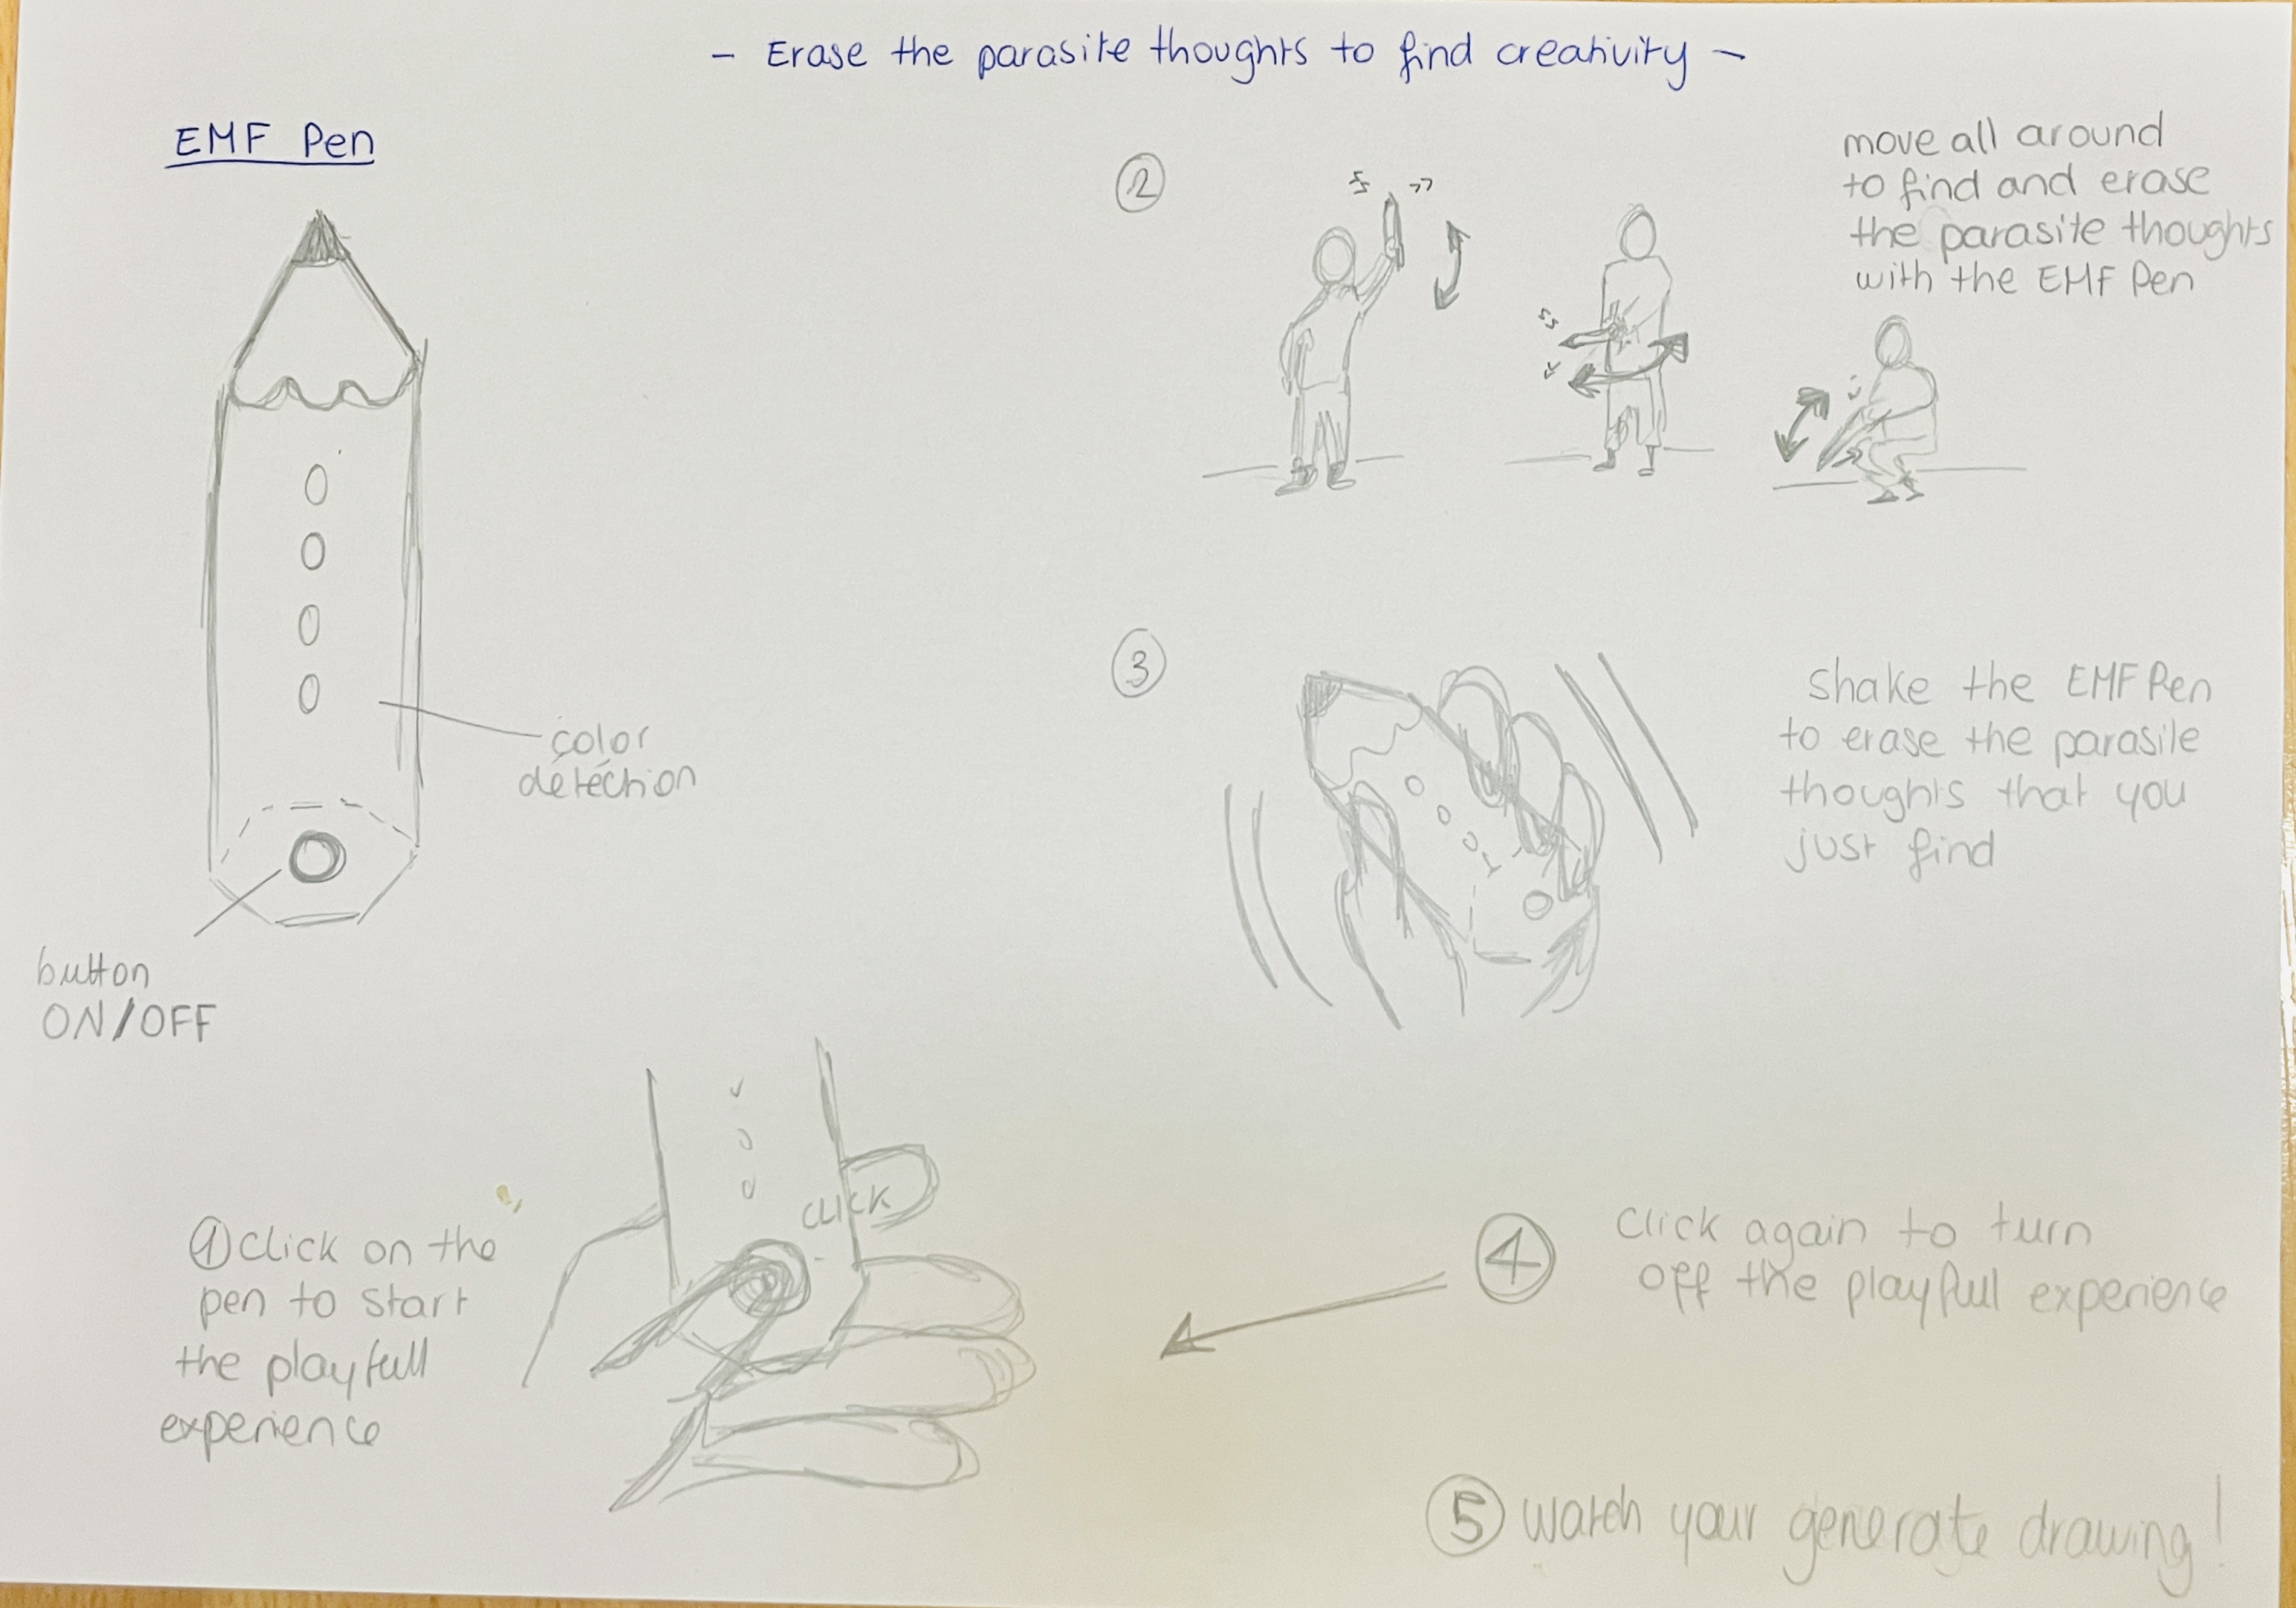 - Erase the parasite thoughts to find creativity -
EMF Pen
color
détéction
button
ON/OFF
① Click on the
pen to start
the playfull
experience
CLICK
②
move all around
to find and erase
the parasite thoughts
with the EMF Pen
③
Shake the EMF Pen
to erase the parasite
thoughts that you
just find
④
Click again to turn
off the playfull experience
⑤ Watch your generate drawing!